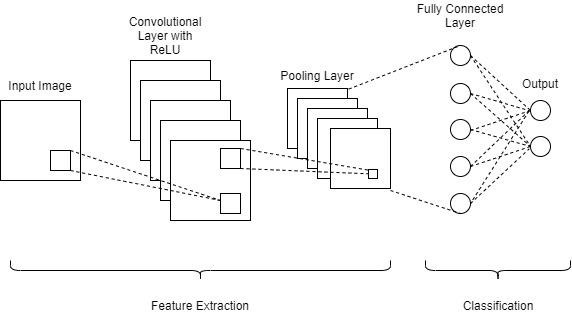 Input Image
Convolutional
Layer with
ReLU
Pooling Layer
Fully Connected
Layer
Output
Feature Extraction
Classification